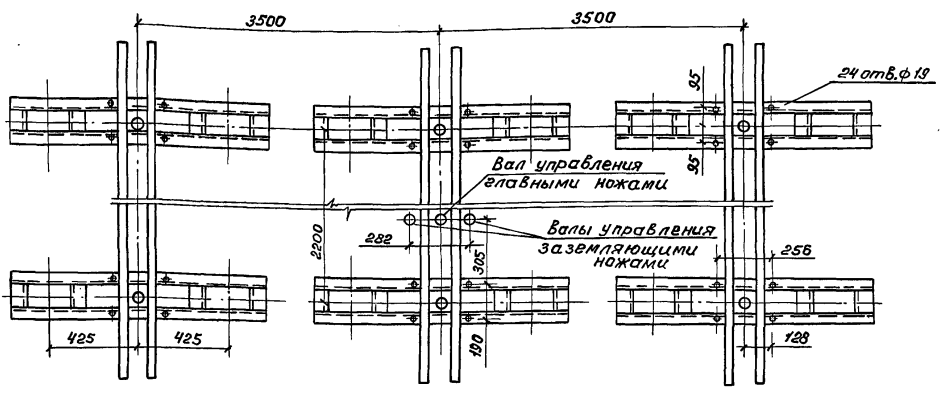 3500
3500
24 отв. ф19
95
95
Вал управления
главными ножами
Валы управления
заземляющими
ножами
2200
282
305
256
190
425
425
128